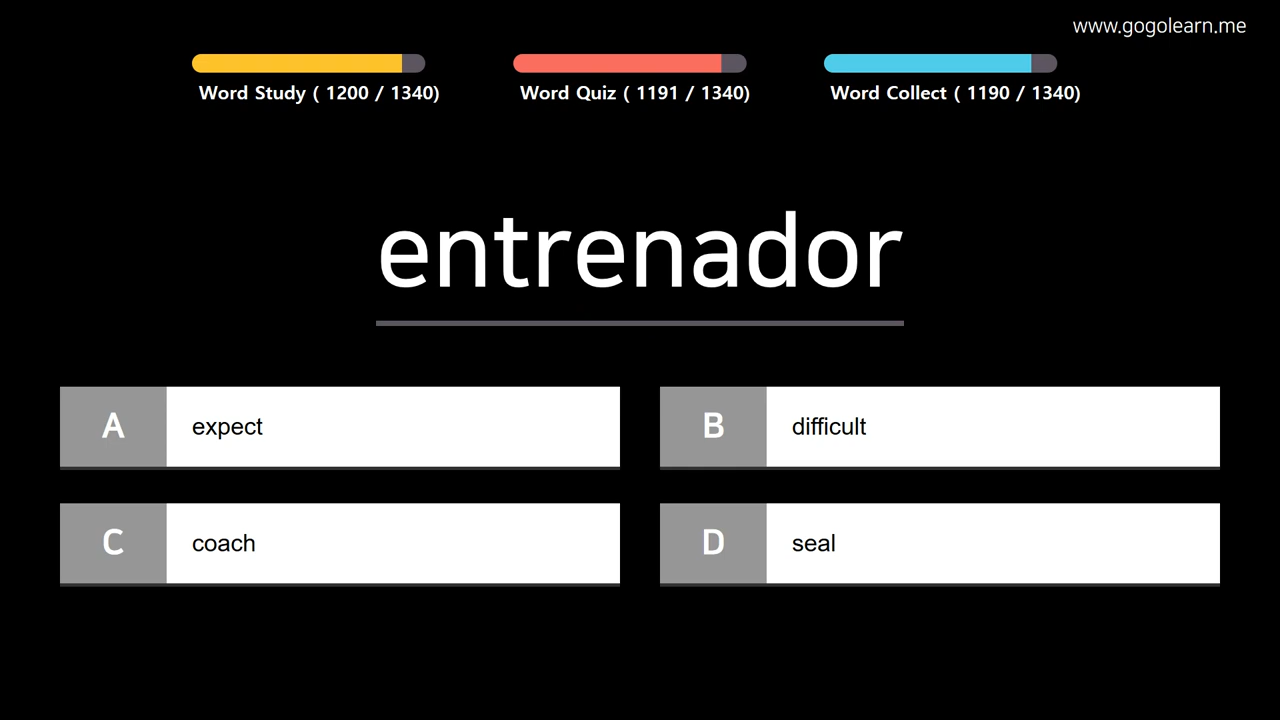 www.gogolearn.me
Word Study ( 1200 / 1340)
Word Quiz ( 1191 / 1340)
Word Collect ( 1190 / 1340)
entrenador
A expect
B difficult
C coach
D seal